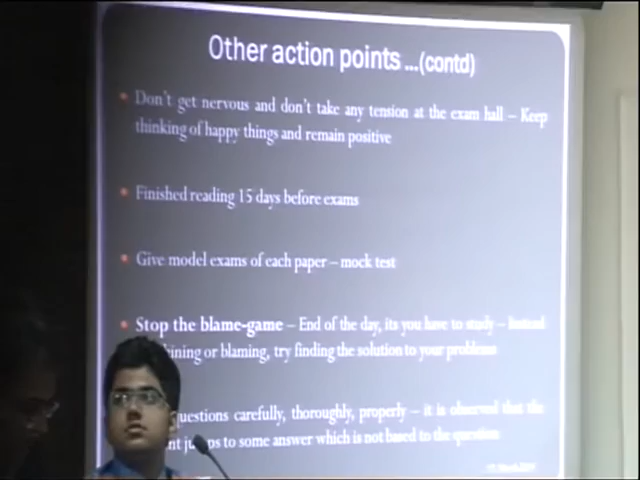 Other action points ...(contd)
Don't get nervous and don't take any tension at the exam hall – Keep
thinking of happy things and remain positive
Finished reading 15 days before exams
Give model exams of each paper – mock test
Stop the blame-game – End of the day, its you have to study – Instead
ining or blaming, try finding the solution to your problems
uestions carefully, thoroughly, properly – it is observed that the
to some answer which is not based to the question